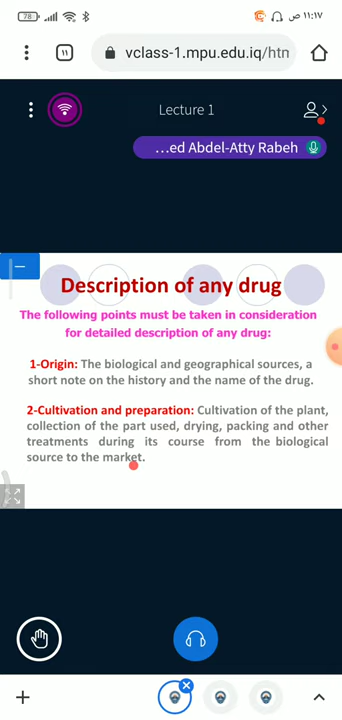 78
١١:١٧ ص
١١
vclass-1.mpu.edu.iq/htn
Lecture 1
...ed Abdel-Atty Rabeh
Description of any drug
The following points must be taken in consideration
for detailed description of any drug:
1-Origin: The biological and geographical sources, a
short note on the history and the name of the drug.
2-Cultivation and preparation: Cultivation of the plant,
collection of the part used, drying, packing and other
treatments during its course from the biological
source to the market.